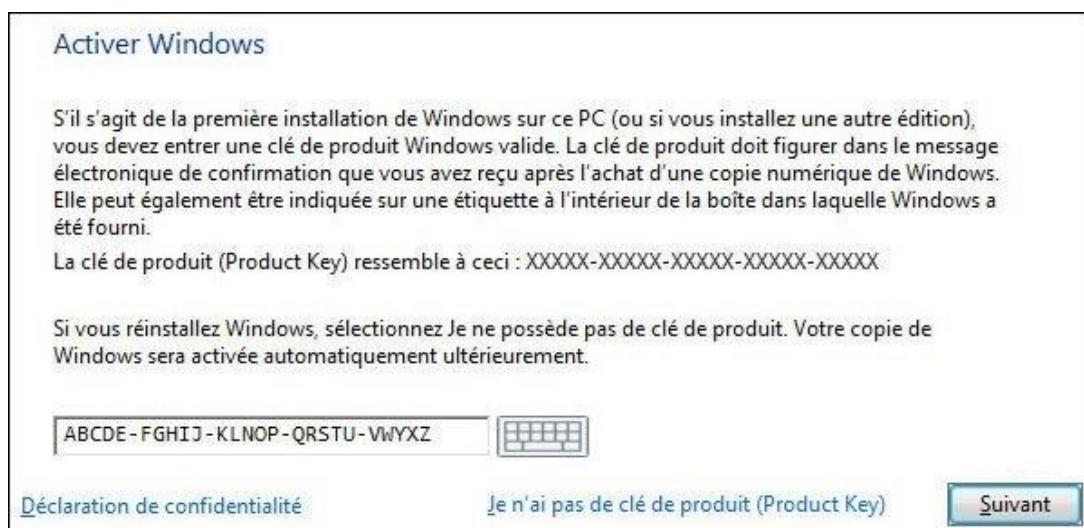 Activer Windows
S'il s'agit de la première installation de Windows sur ce PC (ou si vous installez une autre édition),
vous devez entrer une clé de produit Windows valide. La clé de produit doit figurer dans le message
électronique de confirmation que vous avez reçu après l'achat d'une copie numérique de Windows.
Elle peut également être indiquée sur une étiquette à l'intérieur de la boîte dans laquelle Windows a
été fourni.
La clé de produit (Product Key) ressemble à ceci : XXXXX-XXXXX-XXXXX-XXXXX-XXXXX
Si vous réinstallez Windows, sélectionnez Je ne possède pas de clé de produit. Votre copie de
Windows sera activée automatiquement ultérieurement.
ABCDE-FGHIJ-KLNOP-QRSTU-VWYXZ
Déclaration de confidentialité
Je n'ai pas de clé de produit (Product Key)
Suivant